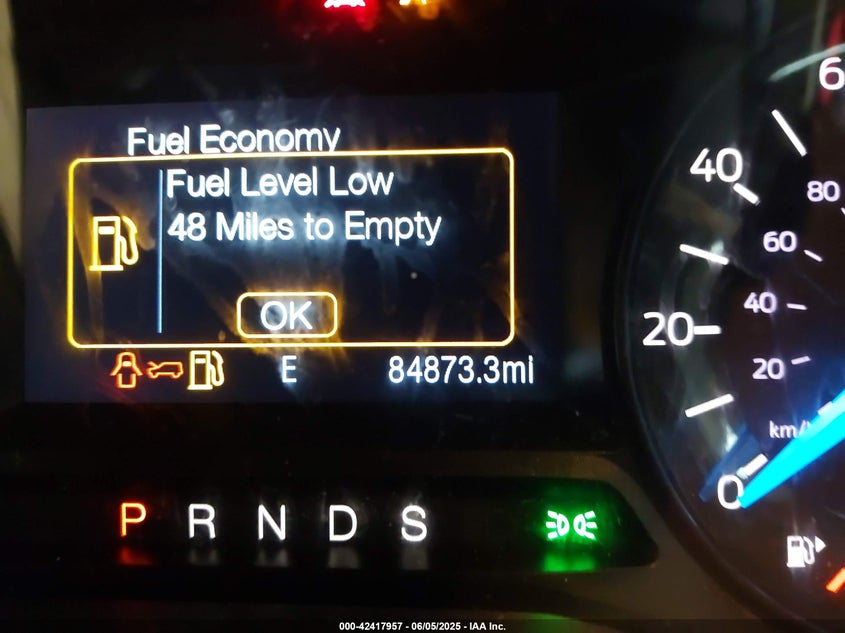 Fuel Economy
Fuel Level Low
48 Miles to Empty
OK
E
84873.3mi
P R N D S
40
20
0
80
60
40
20
000-42417957 - 06/05/2025 - IAA Inc.